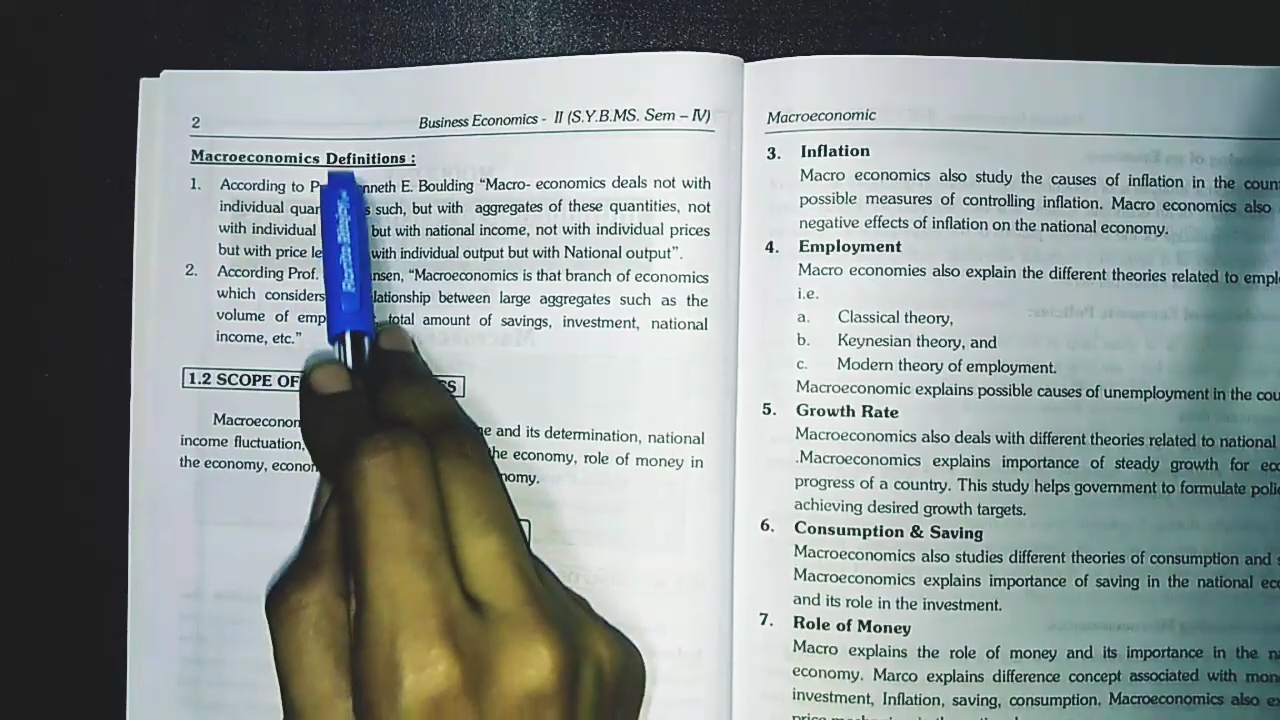 2 Business Economics - II (S.Y.B.MS. Sem – IV)
Macroeconomics Definitions :
1. According to P nneth E. Boulding “Macro- economics deals not with
individual quan s such, but with aggregates of these quantities, not
with individual but with national income, not with individual prices
but with price le with individual output but with National output”.
2. According Prof. nsen, “Macroeconomics is that branch of economics
which considers lationship between large aggregates such as the
volume of emp total amount of savings, investment, national
income, etc.”
1.2 SCOPE OF S
Macroeconom e and its determination, national
income fluctuation, he economy, role of money in
the economy, econom nomy.
Macroeconomic
3. Inflation
Macro economics also study the causes of inflation in the coun
possible measures of controlling inflation. Macro economics also
negative effects of inflation on the national economy.
4. Employment
Macro economies also explain the different theories related to empl
i.e.
a. Classical theory,
b. Keynesian theory, and
c. Modern theory of employment.
Macroeconomic explains possible causes of unemployment in the cou
5. Growth Rate
Macroeconomics also deals with different theories related to national
.Macroeconomics explains importance of steady growth for eco
progress of a country. This study helps government to formulate poli
achieving desired growth targets.
6. Consumption & Saving
Macroeconomics also studies different theories of consumption and s
Macroeconomics explains importance of saving in the national eco
and its role in the investment.
7. Role of Money
Macro explains the role of money and its importance in the na
economy. Marco explains difference concept associated with mon
investment, Inflation, saving, consumption. Macroeconomics also e